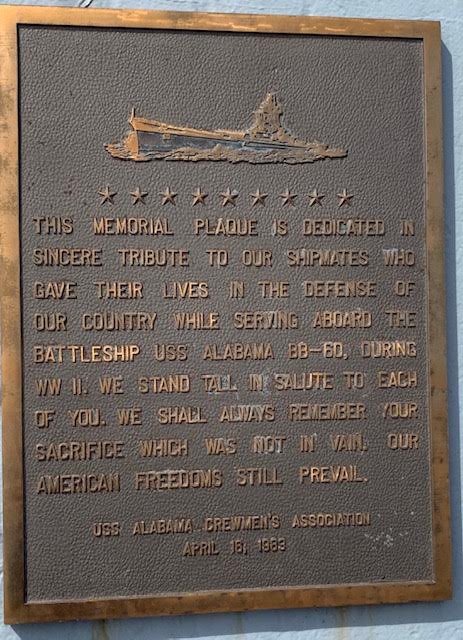 THIS MEMORIAL PLAQUE IS DEDICATED IN
SINCERE TRIBUTE TO OUR SHIPMATES WHO
GAVE THEIR LIVES IN THE DEFENSE OF
OUR COUNTRY WHILE SERVING ABOARD THE
BATTLESHIP USS ALABAMA BB-60, DURING
WW II. WE STAND TALL IN SALUTE TO EACH
OF YOU. WE SHALL ALWAYS REMEMBER YOUR
SACRIFICE WHICH WAS NOT IN VAIN. OUR
AMERICAN FREEDOMS STILL PREVAIL.
USS ALABAMA CREWMEN'S ASSOCIATION
APRIL 16, 1983